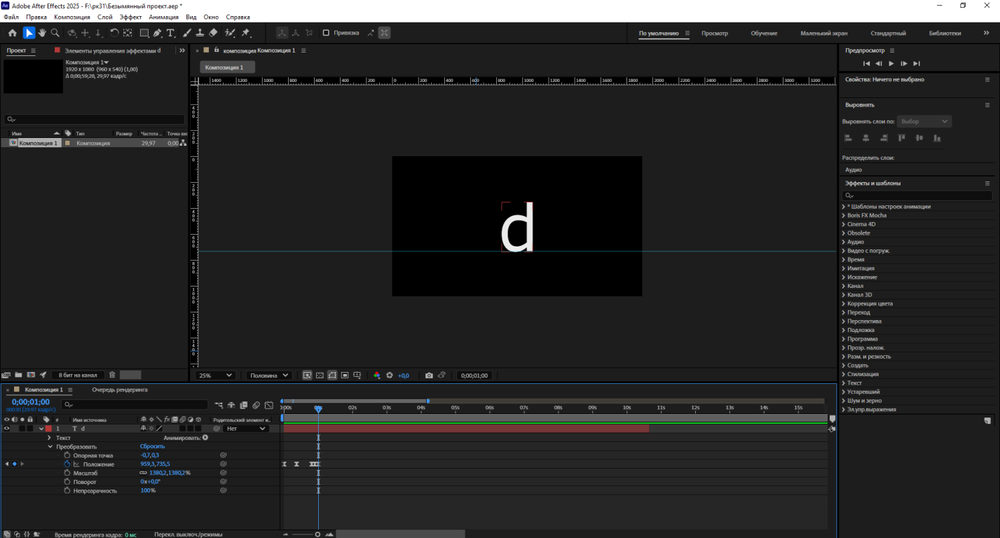 Adobe After Effects 2025 - F:\рк31\Безымянный проект.aep *
Файл Правка Композиция Слой Эффект Анимация Вид Окно Справка
Привязка
По умолчанию Просмотр Обучение Маленький экран Стандартный Библиотеки
Проект Элементы управления эффектами d
Композиция 1
1920 x 1080 (960 x 540) (1,00)
Δ 0;00;59;28, 29,97 кадр/с
Имя Тип Размер Частота ... Точка вхо
Композиция 1 Композиция 29,97 0;00
8 бит на канал
композиция Композиция 1
Композиция 1
1400 1200 1000 800 600 400 200 0 200 400 600 800 1000 1200 1400 1600 1800 2000 2200 2400 2600 2800 3000 3200
d
25% Половина +0,0 0;00;01;00
Предпросмотр
Свойства: Ничего не выбрано
Выровнять
Выровнять слои по: Выбор
Распределить слои:
Аудио
Эффекты и шаблоны
* Шаблоны настроек анимации
Boris FX Mocha
Cinema 4D
Obsolete
Аудио
Видео с погруж.
Время
Имитация
Искажение
Канал
Канал 3D
Коррекция цвета
Переход
Перспектива
Подложка
Программа
Прозр. налож.
Разм. и резкость
Создать
Стилизация
Текст
Устаревший
Шум и зерно
Эл.упр.выражения
Композиция 1 Очередь рендеринга
0;00;01;00
00030 (29,97 кадр/с)
02s 03s 04s 05s 06s 07s 08s 09s 10s 11s 12s 13s 14s 15s
# Имя источника Родительский элемент и...
1 T d Нет
Текст Анимировать:
Преобразовать Сбросить
Опорная точка -0,7,0,3
Положение 959,3,735,5
Масштаб 1380,2,1380,2%
Поворот 0x+0,0°
Непрозрачность 100%
Время рендеринга кадра: 0 мс Перекл. выключ./режимы